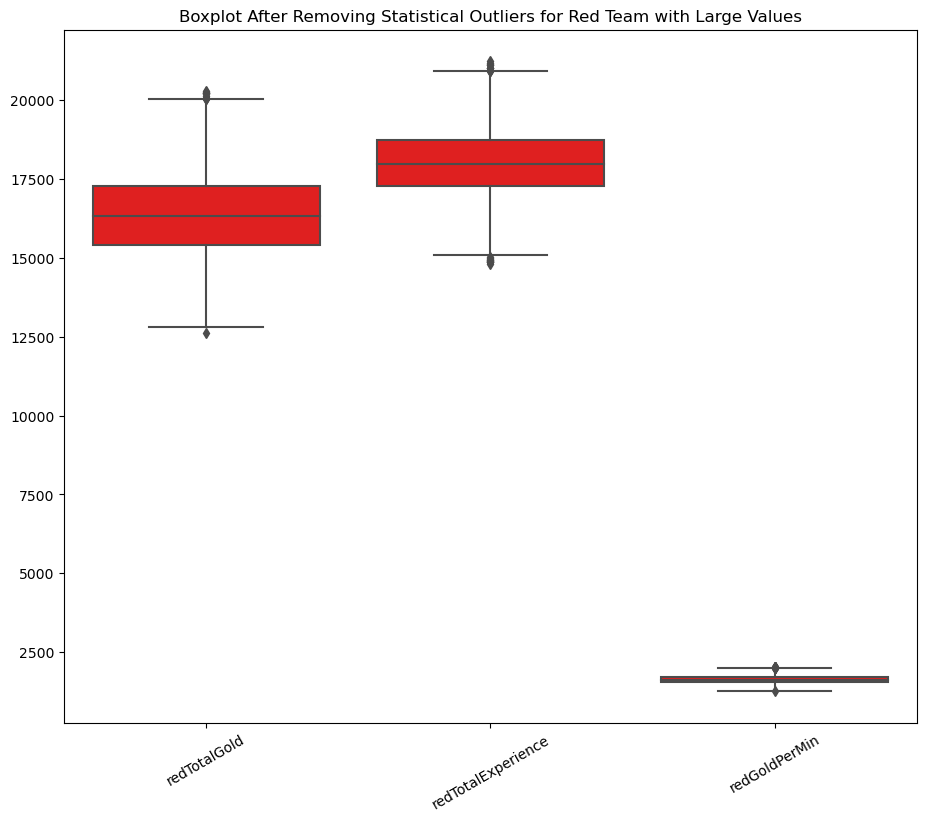 Boxplot After Removing Statistical Outliers for Red Team with Large Values
20000
17500
15000
12500
10000
7500
5000
2500
redTotalGold
redTotalExperience
redGoldPerMin